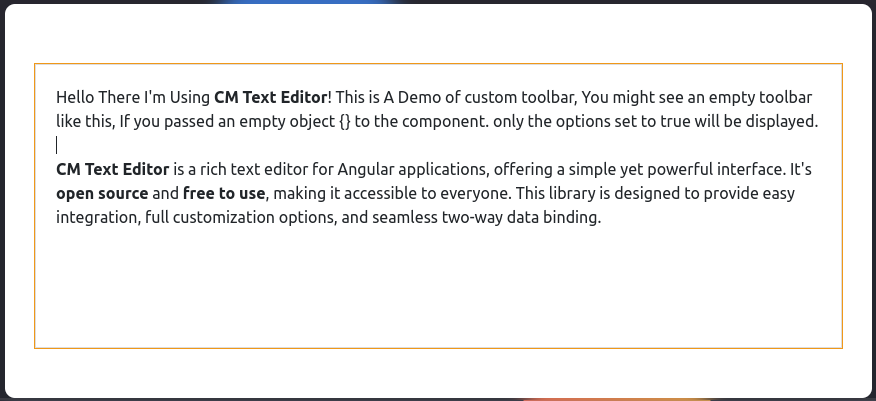 Hello There I'm Using CM Text Editor! This is A Demo of custom toolbar, You might see an empty toolbar
like this, If you passed an empty object {} to the component. only the options set to true will be displayed.
CM Text Editor is a rich text editor for Angular applications, offering a simple yet powerful interface. It's
open source and free to use, making it accessible to everyone. This library is designed to provide easy
integration, full customization options, and seamless two-way data binding.